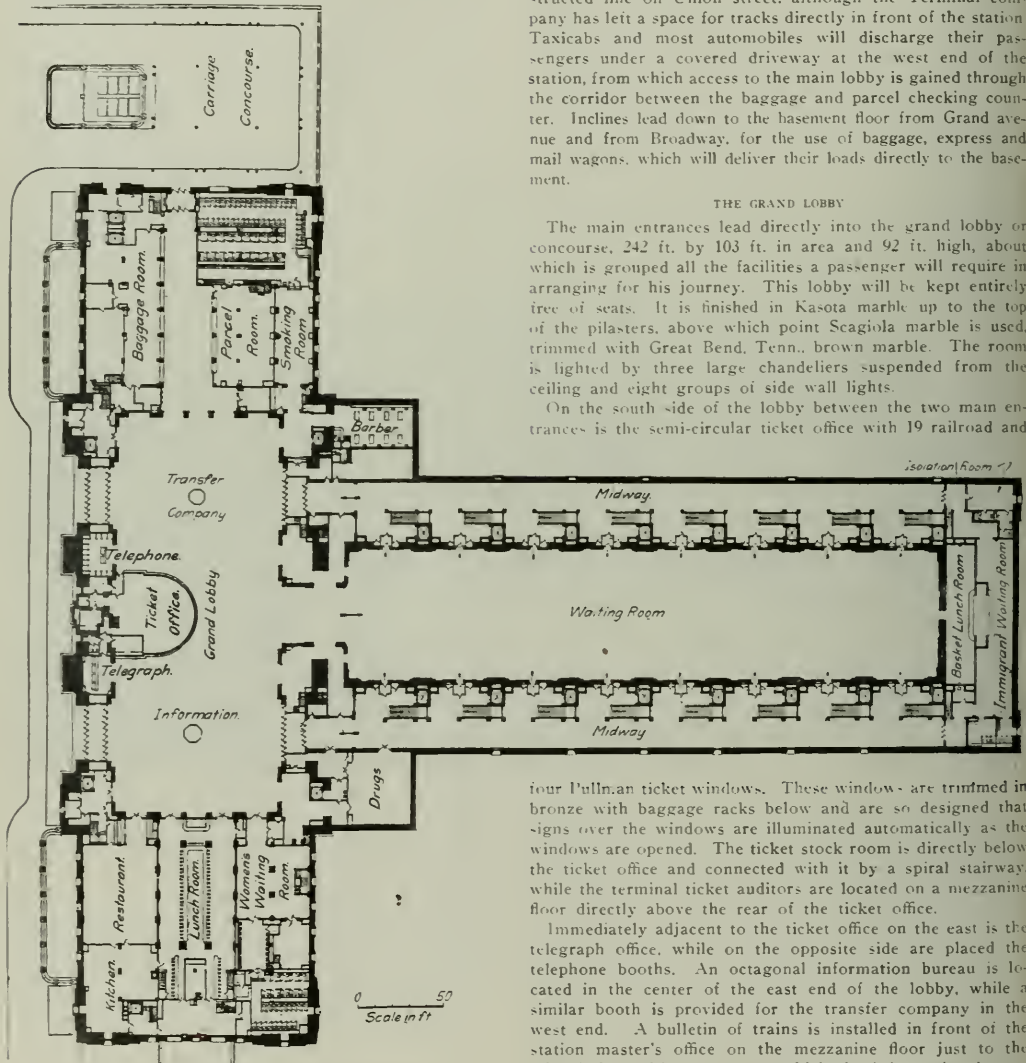 pany has left a space for tracks directly in front of the station
Taxicabs and most automobiles will discharge their pas-
sengers under a covered driveway at the west end of the
station, from which access to the main lobby is gained through
the corridor between the baggage and parcel checking coun-
ter. Inclines lead down to the basement floor from Grand ave-
nue and from Broadway, for the use of baggage, express and
mail wagons, which will deliver their loads directly to the base-
ment.
THE GRAND LOBBY
The main entrances lead directly into the grand lobby or
concourse, 242 ft. by 103 ft. in area and 92 ft. high, about
which is grouped all the facilities a passenger will require in
arranging for his journey. This lobby will be kept entirely
free of seats. It is finished in Kasota marble up to the top
of the pilasters, above which point Scagiola marble is used,
trimmed with Great Bend, Tenn., brown marble. The room
is lighted by three large chandeliers suspended from the
ceiling and eight groups of side wall lights.
On the south side of the lobby between the two main en-
trances is the semi-circular ticket office with 19 railroad and
Carriage
Concourse.
Baggage Room.
Parcel
Room.
Smoking
Room
Barber
Transfer
Company
Telephone.
Ticket
Office.
Grand Lobby
Telegraph.
Information.
Midway.
Waiting Room
Midway
Isolation Room
Basket Lunch Room
Immigrant Waiting Room
Drugs
Restaurant.
Lunch Room
Women's
Waiting
Room
Kitchen.
0 50
Scale in ft
four Pullman ticket windows. These windows are trimmed in
bronze with baggage racks below and are so designed that
signs over the windows are illuminated automatically as the
windows are opened. The ticket stock room is directly below
the ticket office and connected with it by a spiral stairway,
while the terminal ticket auditors are located on a mezzanine
floor directly above the rear of the ticket office.
Immediately adjacent to the ticket office on the east is the
telegraph office, while on the opposite side are placed the
telephone booths. An octagonal information bureau is lo-
cated in the center of the east end of the lobby, while a
similar booth is provided for the transfer company in the
west end. A bulletin of trains is installed in front of the
station master's office on the mezzanine floor just to the